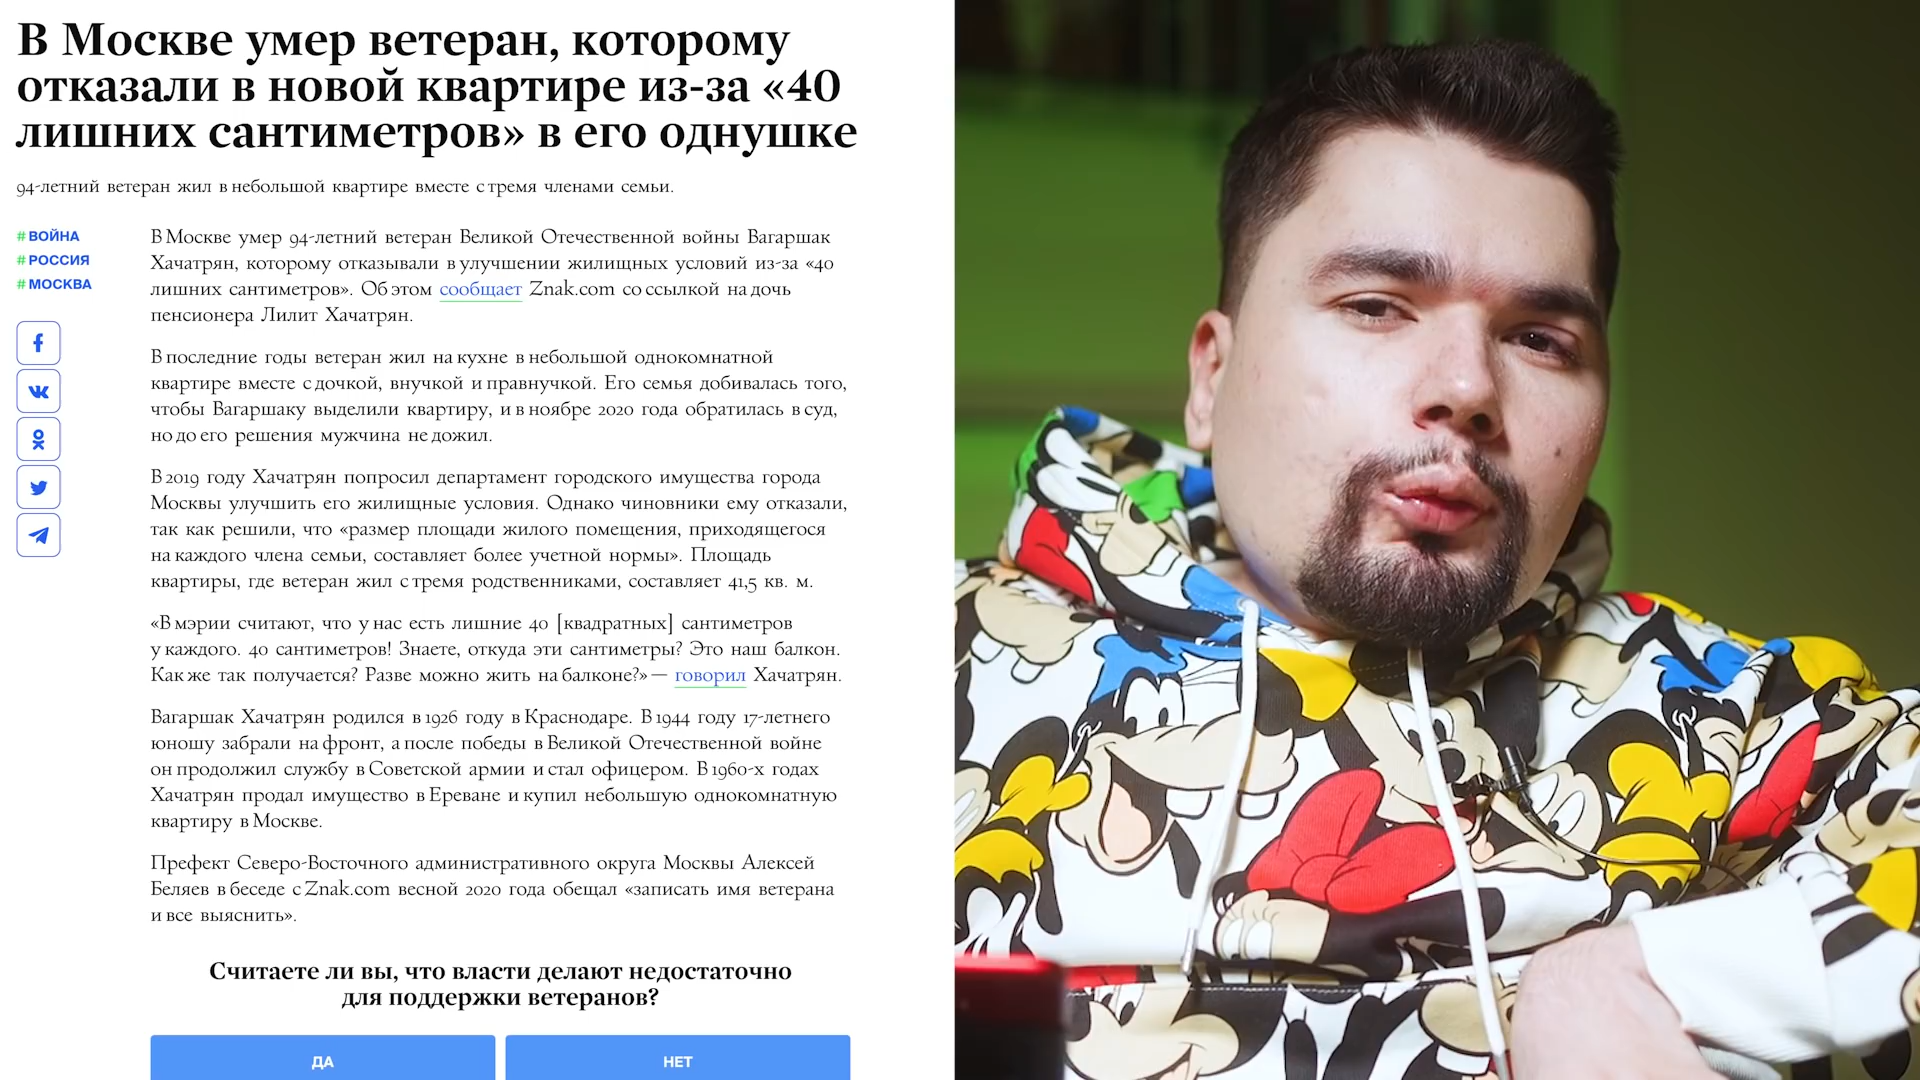 В Москве умер ветеран, которому
отказали в новой квартире из-за «40
лишних сантиметров» в его однушке
94-летний ветеран жил в небольшой квартире вместе с тремя членами семьи.
# ВОЙНА
# РОССИЯ
# МОСКВА
В Москве умер 94-летний ветеран Великой Отечественной войны Вагаршак
Хачатрян, которому отказывали в улучшении жилищных условий из-за «40
лишних сантиметров». Об этом сообщает Znak.com со ссылкой на дочь
пенсионера Лилит Хачатрян.
В последние годы ветеран жил на кухне в небольшой однокомнатной
квартире вместе с дочкой, внучкой и правнучкой. Его семья добивалась того,
чтобы Вагаршаку выделили квартиру, и в ноябре 2020 года обратилась в суд,
но до его решения мужчина не дожил.
В 2019 году Хачатрян попросил департамент городского имущества города
Москвы улучшить его жилищные условия. Однако чиновники ему отказали,
так как решили, что «размер площади жилого помещения, приходящегося
на каждого члена семьи, составляет более учетной нормы». Площадь
квартиры, где ветеран жил с тремя родственниками, составляет 41,5 кв. м.
«В мэрии считают, что у нас есть лишние 40 [квадратных] сантиметров
у каждого. 40 сантиметров! Знаете, откуда эти сантиметры? Это наш балкон.
Как же так получается? Разве можно жить на балконе?» — говорил Хачатрян.
Вагаршак Хачатрян родился в 1926 году в Краснодаре. В 1944 году 17-летнего
юношу забрали на фронт, а после победы в Великой Отечественной войне
он продолжил службу в Советской армии и стал офицером. В 1960-х годах
Хачатрян продал имущество в Ереване и купил небольшую однокомнатную
квартиру в Москве.
Префект Северо-Восточного административного округа Москвы Алексей
Беляев в беседе с Znak.com весной 2020 года обещал «записать имя ветерана
и все выяснить».
Считаете ли вы, что власти делают недостаточно
для поддержки ветеранов?
ДА
НЕТ